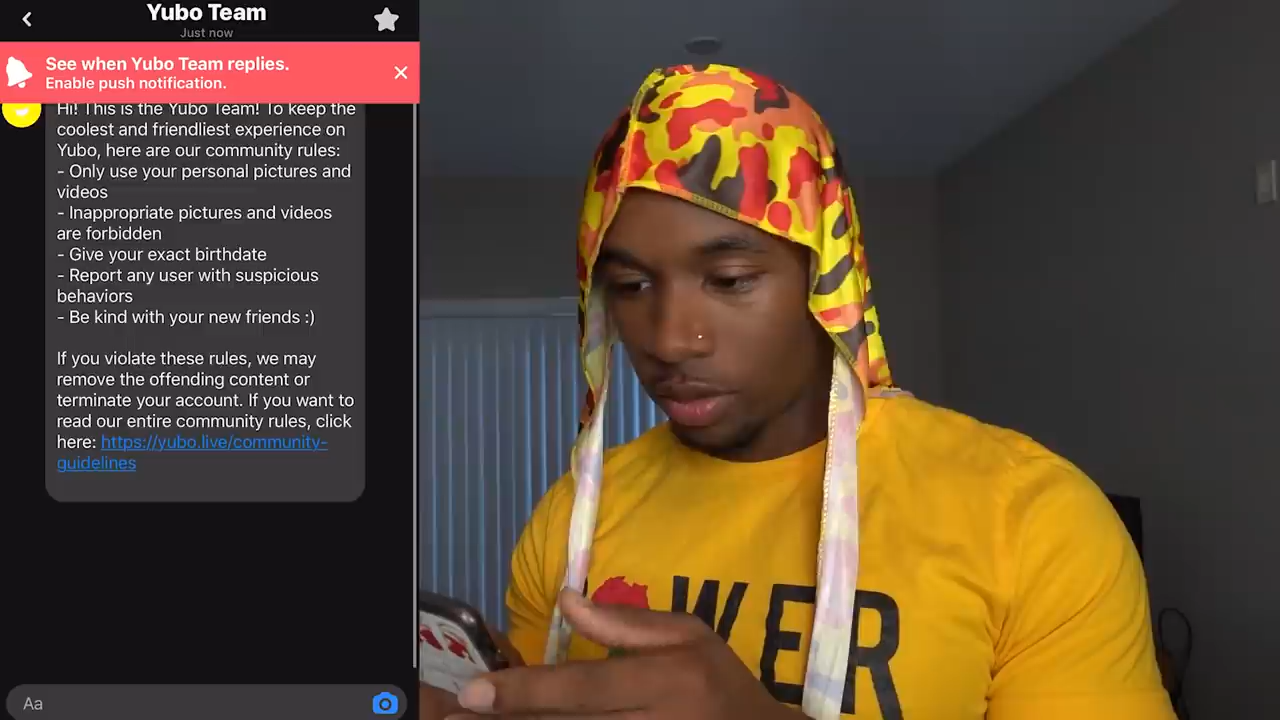 Yubo Team
Just now
See when Yubo Team replies.
Enable push notification.
Hi! This is the Yubo Team! To keep the
coolest and friendliest experience on
Yubo, here are our community rules:
- Only use your personal pictures and
videos
- Inappropriate pictures and videos
are forbidden
- Give your exact birthdate
- Report any user with suspicious
behaviors
- Be kind with your new friends :)
If you violate these rules, we may
remove the offending content or
terminate your account. If you want to
read our entire community rules, click
here: https://yubo.live/community-
guidelines
Aa
WER